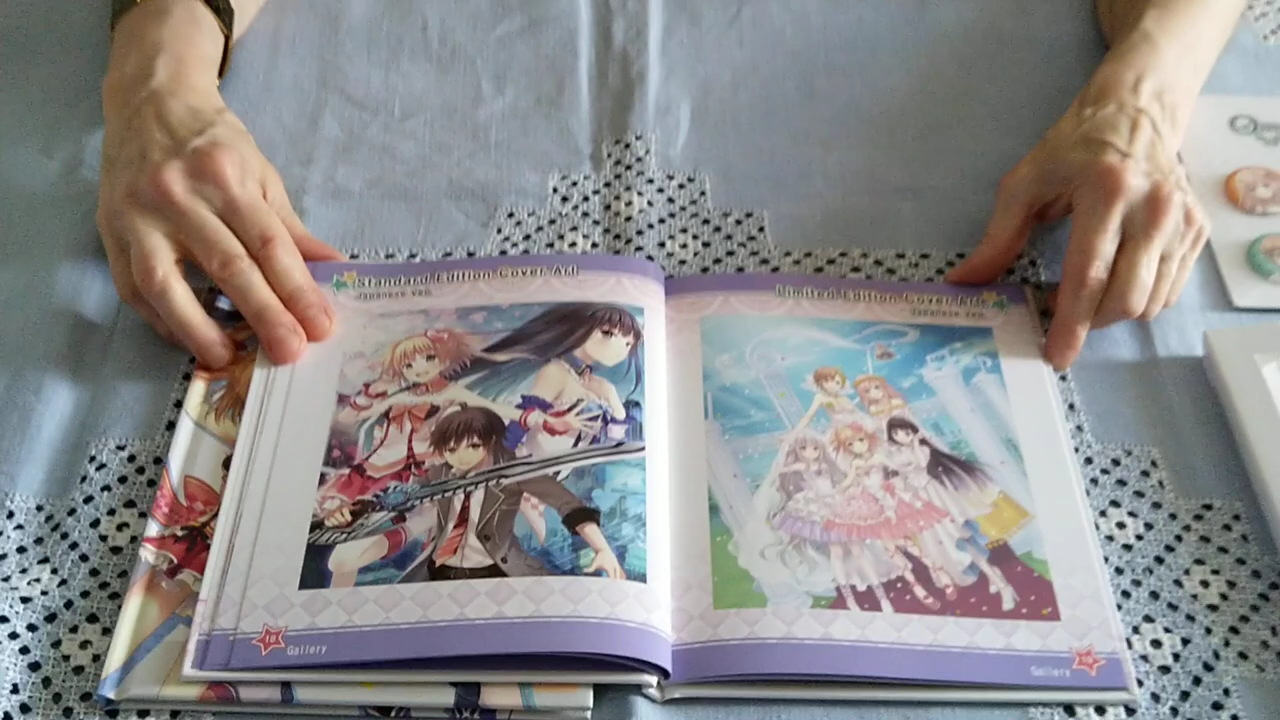 Standard Edition Cover Art
Japanese Ver.
Limited Edition Cover Art
Japanese Ver.
18
Gallery
Gallery
19